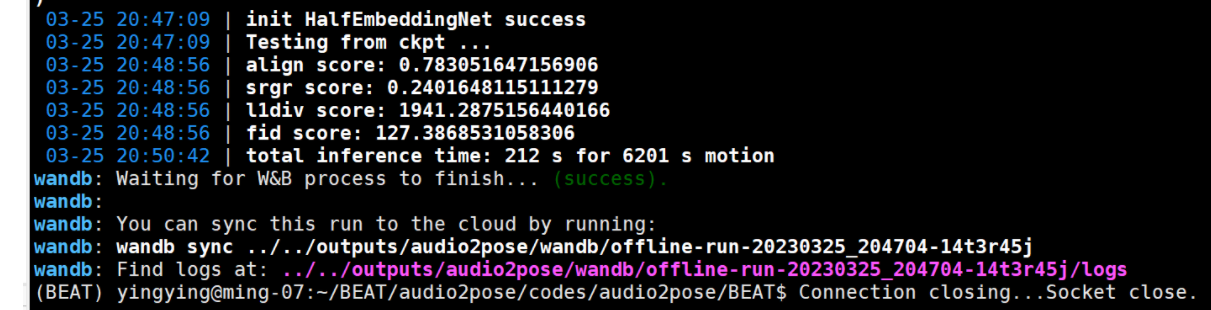 03-25 20:47:09 | init HalfEmbeddingNet success
03-25 20:47:09 | Testing from ckpt ...
03-25 20:48:56 | align score: 0.783051647156906
03-25 20:48:56 | srgr score: 0.2401648115111279
03-25 20:48:56 | l1div score: 1941.2875156440166
03-25 20:48:56 | fid score: 127.3868531058306
03-25 20:50:42 | total inference time: 212 s for 6201 s motion
wandb: Waiting for W&B process to finish... (success).
wandb:
wandb: You can sync this run to the cloud by running:
wandb: wandb sync ../../outputs/audio2pose/wandb/offline-run-20230325_204704-14t3r45j
wandb: Find logs at: ../../outputs/audio2pose/wandb/offline-run-20230325_204704-14t3r45j/logs
(BEAT) yingying@ming-07:~/BEAT/audio2pose/codes/audio2pose/BEAT$ Connection closing...Socket close.